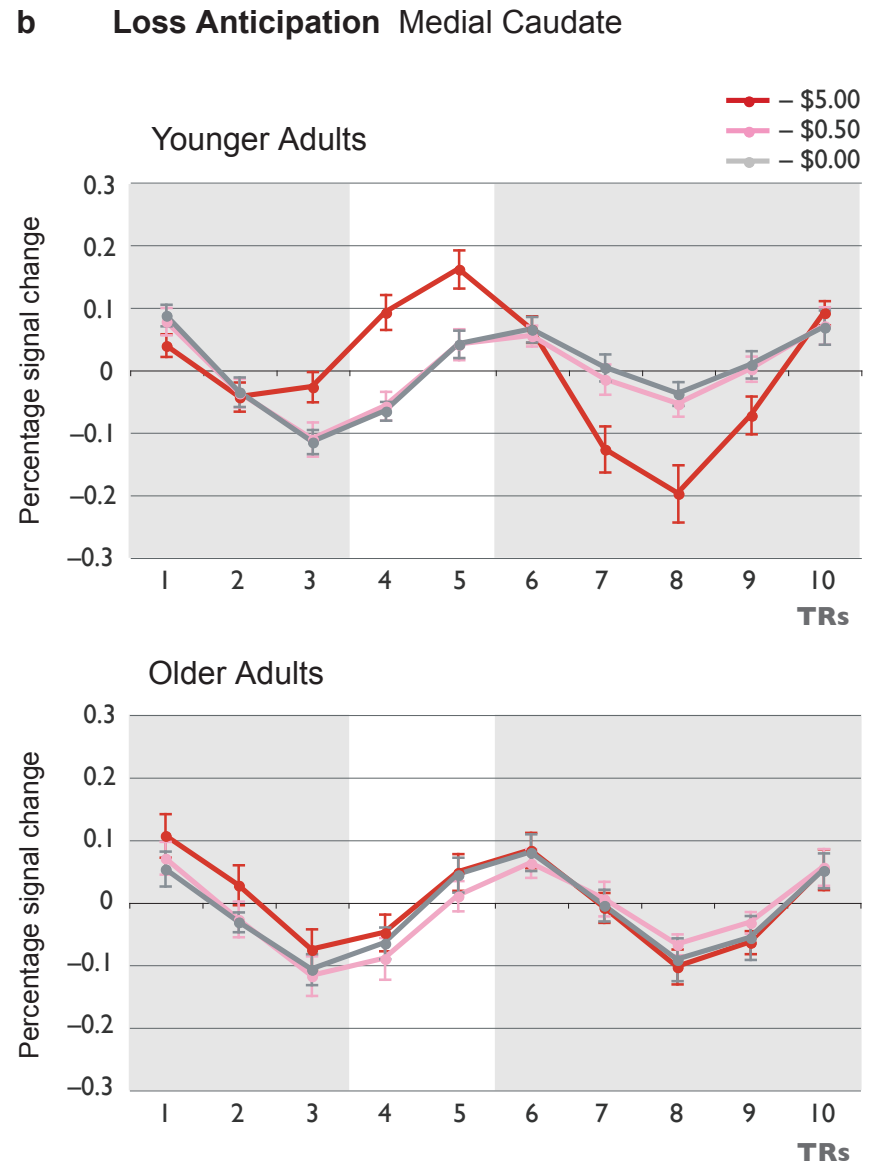 b Loss Anticipation Medial Caudate
– $5.00
– $0.50
– $0.00
Younger Adults
Percentage signal change
0.3
0.2
0.1
0
–0.1
–0.2
–0.3
1 2 3 4 5 6 7 8 9 10
TRs
Older Adults
Percentage signal change
0.3
0.2
0.1
0
–0.1
–0.2
–0.3
1 2 3 4 5 6 7 8 9 10
TRs